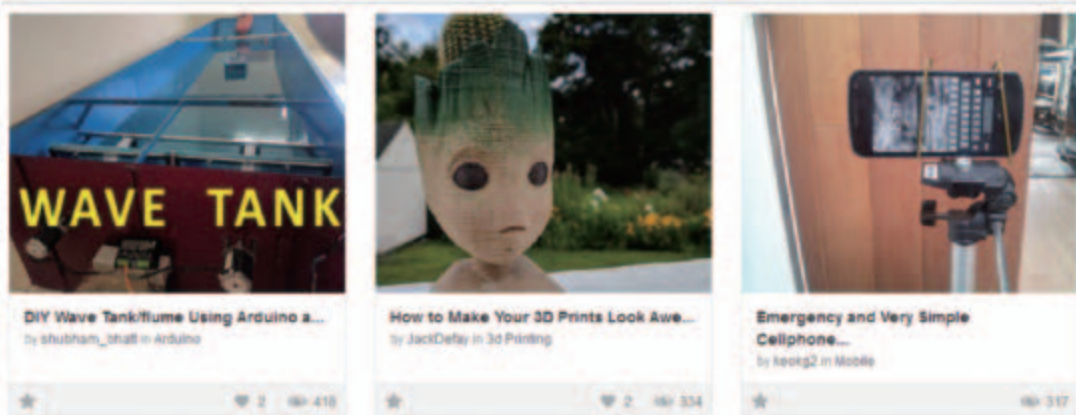 WAVE TANK
DIY Wave Tank/flume Using Arduino a...
by shubham_bhatt in Arduino
2 418
How to Make Your 3D Prints Look Awe...
by JackDefay in 3d Printing
2 334
Emergency and Very Simple
Cellphone...
by keokg2 in Mobile
317